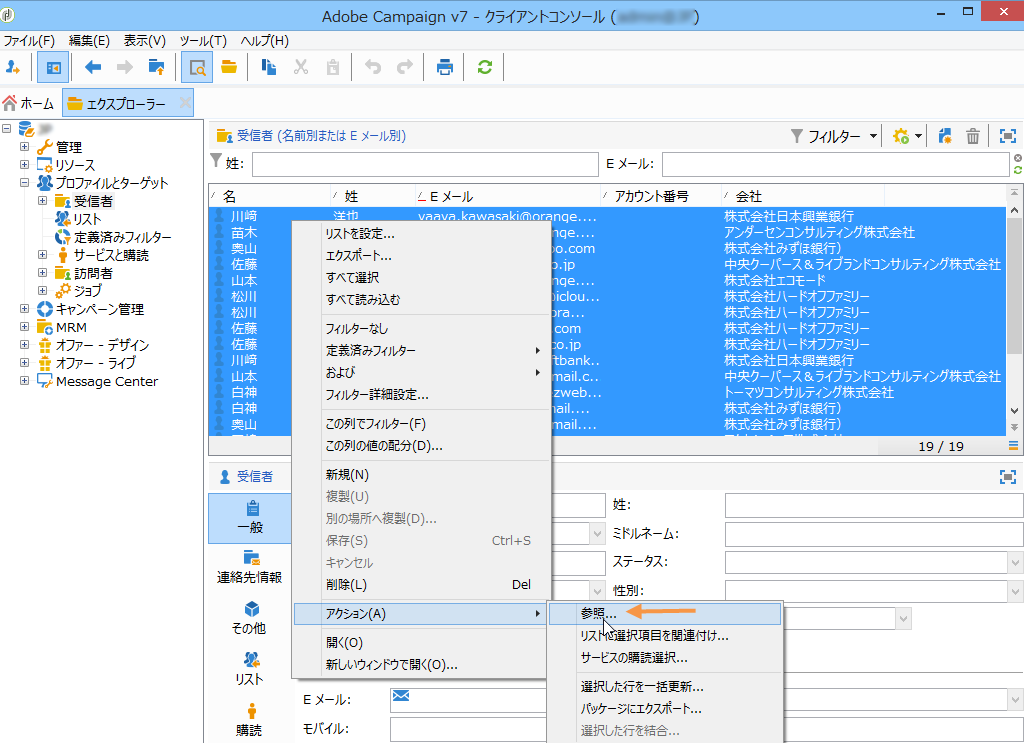 Adobe Campaign v7 - クライアントコンソール (
ファイル(F) 編集(E) 表示(V) ツール(T) ヘルプ(H)
ホーム エクスプローラー
管理
リソース
プロファイルとターゲット
受信者
リスト
定義済みフィルター
サービスと購読
訪問者
ジョブ
キャンペーン管理
MRM
オファー - デザイン
オファー - ライブ
Message Center
受信者 (名前別または E メール別) フィルター
姓: E メール:
名 姓 E メール アカウント番号 会社
川﨑 洋也 yaaya.kawasaki@orange.... 株式会社日本興業銀行
苗木 nge.... アンダーセンコンサルティング株式会社
奥山 oo.com 株式会社みずほ銀行）
佐藤 o.jp 中央クーパース＆ライブランドコンサルティング株式会社
山本 nge.... 株式会社エコモード
松川 piclou... 株式会社ハードオフファミリー
松川 ora... 株式会社ハードオフファミリー
佐藤 .com 株式会社ハードオフファミリー
佐藤 co.jp 株式会社ハードオフファミリー
川﨑 ftbank.. 株式会社日本興業銀行
山本 mail.c.. 中央クーパース＆ライブランドコンサルティング株式会社
白神 zweb... トーマツコンサルティング株式会社
白神 ail.... 株式会社みずほ銀行）
奥山 mail.... 株式会社みずほ銀行）
19 / 19
リストを設定...
エクスポート...
すべて選択
すべて読み込む
フィルターなし
定義済みフィルター
および
フィルター詳細設定...
この列でフィルター(F)
この列の値の配分(D)...
新規(N)
複製(U)
別の場所へ複製(D)...
保存(S) Ctrl+S
キャンセル
削除(L) Del
アクション(A)
開く(O)
新しいウィンドウで開く(O)...
参照...
リストに選択項目を関連付け...
サービスの購読選択...
選択した行を一括更新...
パッケージにエクスポート...
選択した行を結合...
受信者
一般
連絡先情報
その他
リスト
購読
姓:
ミドルネーム:
ステータス:
性別:
E メール:
モバイル: